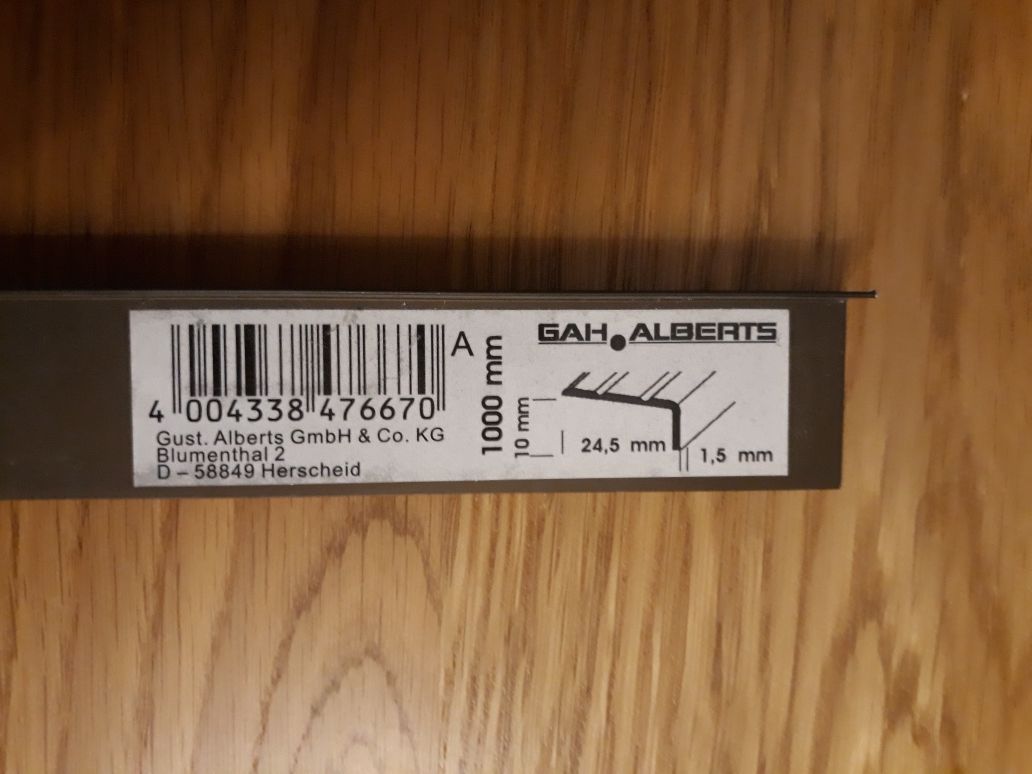 4 004338 476670
A
Gust. Alberts GmbH & Co. KG
Blumenthal 2
D – 58849 Herscheid
1000 mm
GAH.ALBERTS
10 mm
24,5 mm
1,5 mm